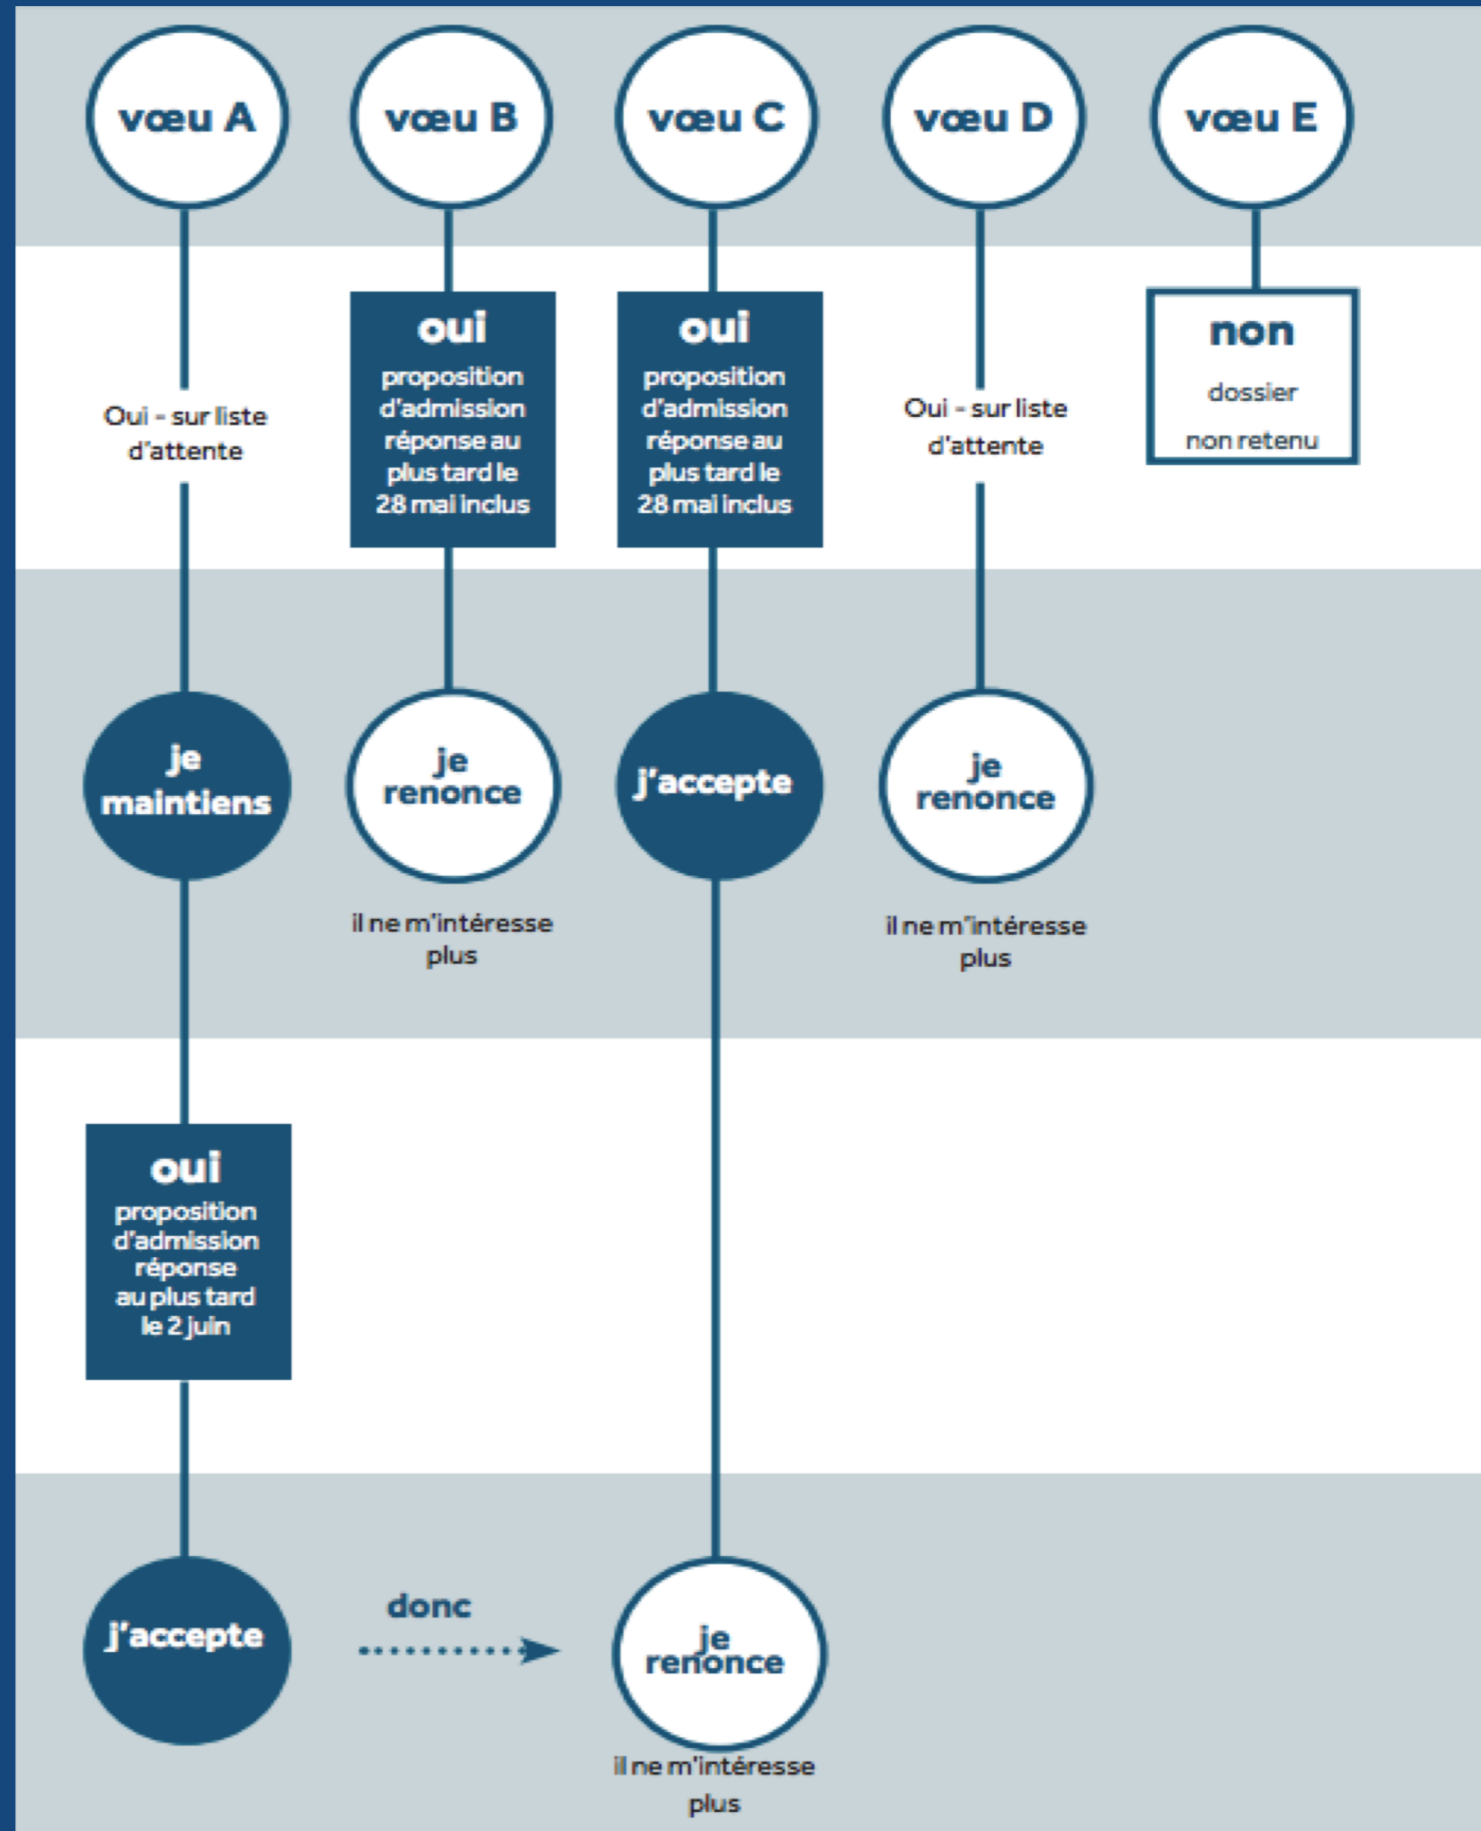 vœu A
vœu B
vœu C
vœu D
vœu E
Oui - sur liste
d'attente
oui
proposition
d'admission
réponse au
plus tard le
28 mai inclus
oui
proposition
d'admission
réponse au
plus tard le
28 mai inclus
Oui - sur liste
d'attente
non
dossier
non retenu
je
maintiens
je
renonce
il ne m'intéresse
plus
j'accepte
je
renonce
il ne m'intéresse
plus
oui
proposition
d'admission
réponse
au plus tard
le 2 juin
j'accepte
donc
je
renonce
il ne m'intéresse
plus